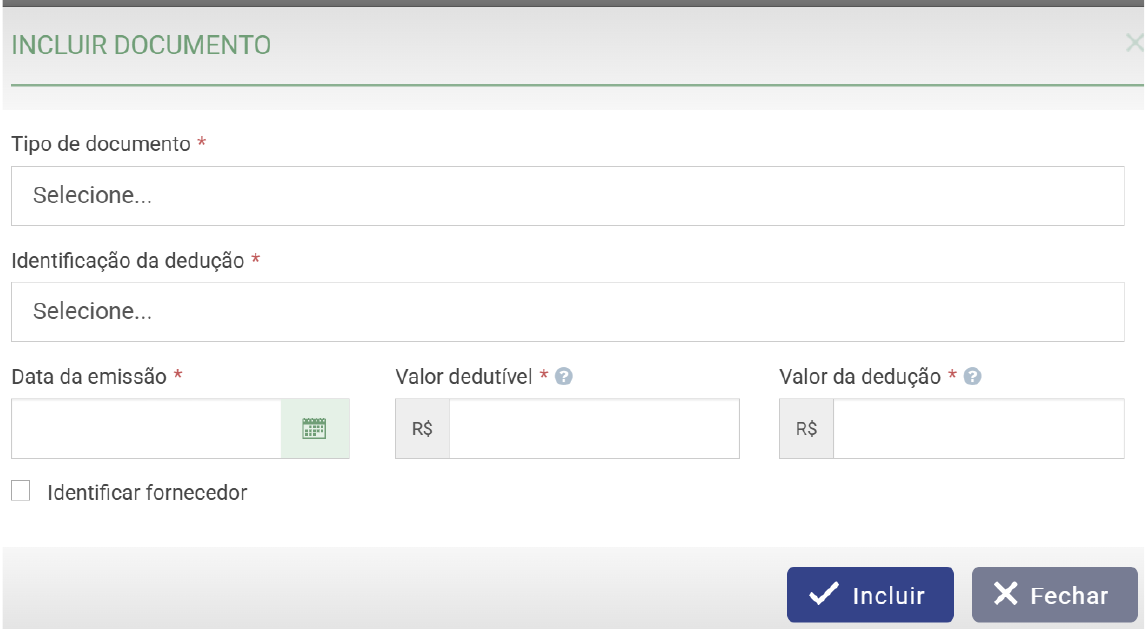 INCLUIR DOCUMENTO
Tipo de documento *
Selecione...
Identificação da dedução *
Selecione...
Data da emissão * Valor dedutível * ? Valor da dedução * ?
R$ R$
Identificar fornecedor
Incluir Fechar